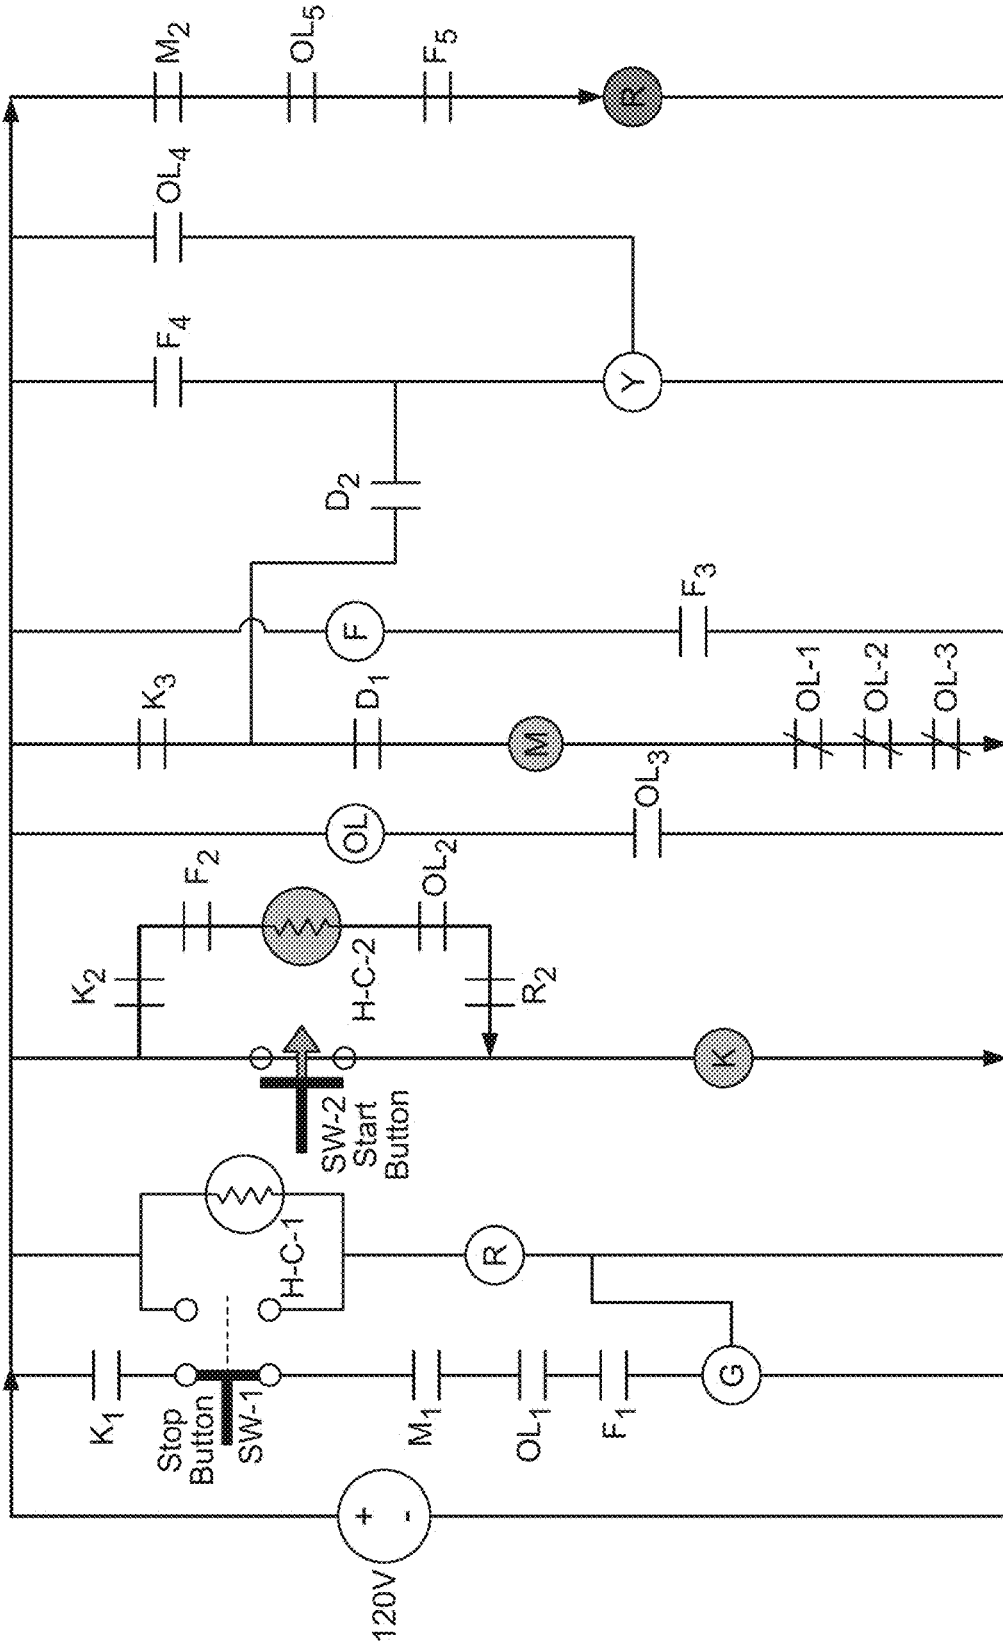 120V
+
-
K1
Stop
Button
SW-1
M1
OL1
F1
G
H-C-1
R
SW-2
Start
Button
K2
F2
H-C-2
OL2
R2
K
OL
OL3
K3
D1
M
OL-1
OL-2
OL-3
F
F3
D2
F4
Y
OL4
M2
OL5
F5
R